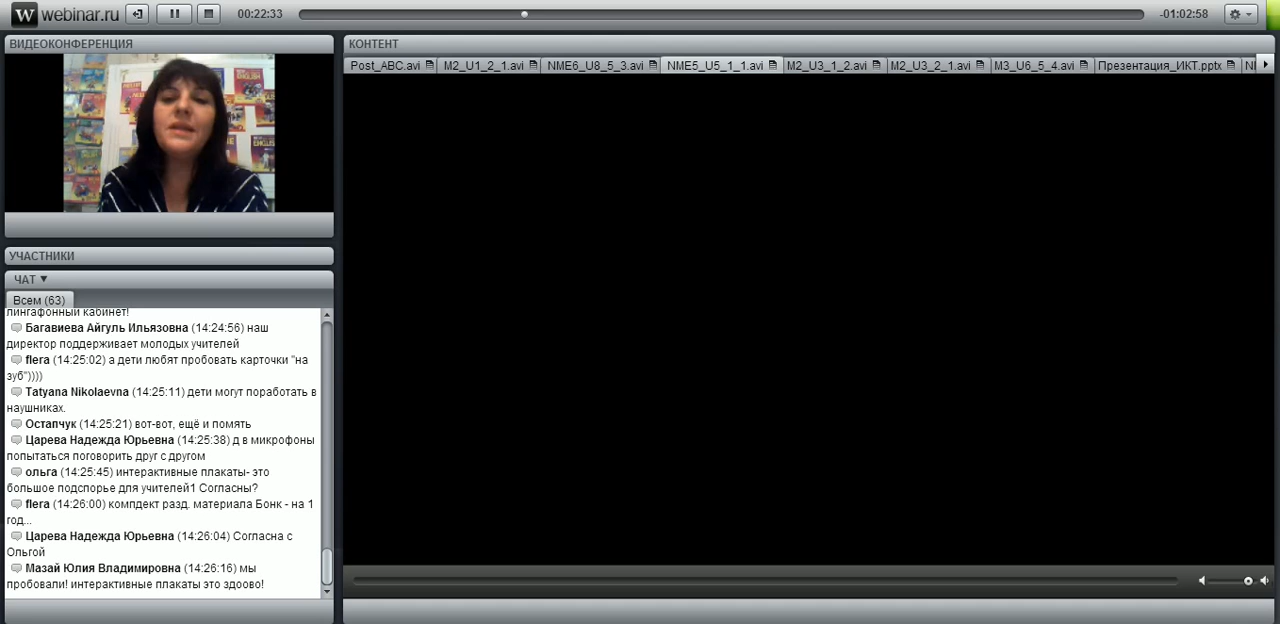 webinar.ru
00:22:33
-01:02:58
ВИДЕОКОНФЕРЕНЦИЯ
КОНТЕНТ
Post_ABC.avi
M2_U1_2_1.avi
NME6_U8_5_3.avi
NME5_U5_1_1.avi
M2_U3_1_2.avi
M2_U3_2_1.avi
M3_U6_5_4.avi
Презентация_ИКТ.pptx
УЧАСТНИКИ
ЧАТ
Всем (63)
лингафонный кабинет!
Багавиева Айгуль Ильязовна (14:24:56) наш
директор поддерживает молодых учителей
flera (14:25:02) а дети любят пробовать карточки "на
зуб"))))
Tatyana Nikolaevna (14:25:11) дети могут поработать в
наушниках.
Остапчук (14:25:21) вот-вот, ещё и помять
Царева Надежда Юрьевна (14:25:38) д в микрофоны
попытаться поговорить друг с другом
ольга (14:25:45) интерактивные плакаты- это
большое подспорье для учителей1 Согласны?
flera (14:26:00) компдект разд. материала Бонк - на 1
год...
Царева Надежда Юрьевна (14:26:04) Согласна с
Ольгой
Мазай Юлия Владимировна (14:26:16) мы
пробовали! интерактивные плакаты это здоово!